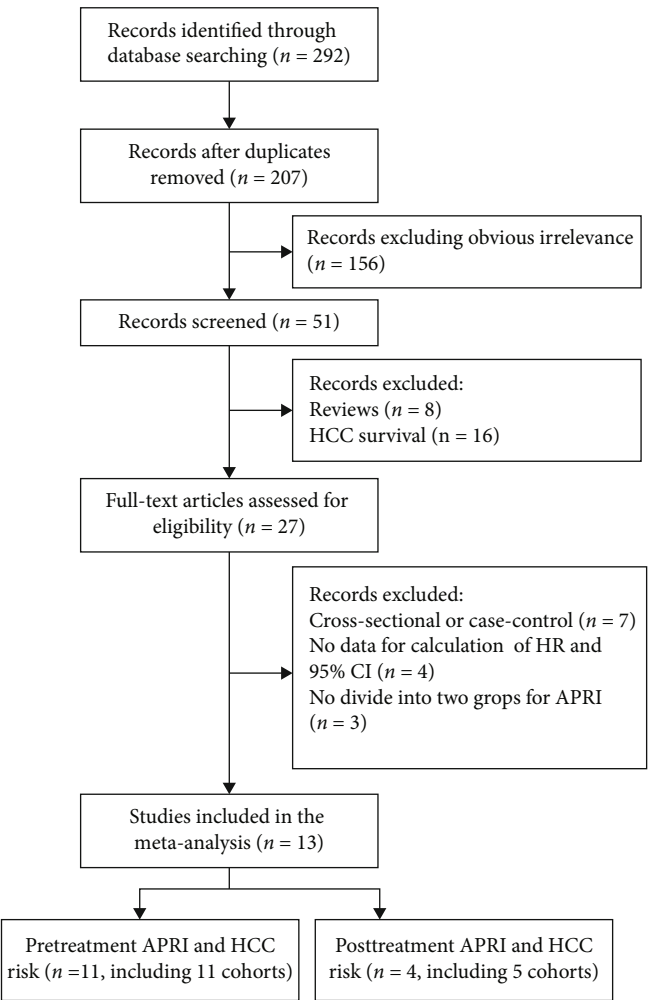 Records identified through
database searching (n = 292)
Records after duplicates
removed (n = 207)
Records excluding obvious irrelevance
(n = 156)
Records screened (n = 51)
Records excluded:
Reviews (n = 8)
HCC survival (n = 16)
Full-text articles assessed for
eligibility (n = 27)
Records excluded:
Cross-sectional or case-control (n = 7)
No data for calculation of HR and
95% CI (n = 4)
No divide into two grops for APRI
(n = 3)
Studies included in the
meta-analysis (n = 13)
Pretreatment APRI and HCC
risk (n =11, including 11 cohorts)
Posttreatment APRI and HCC
risk (n = 4, including 5 cohorts)